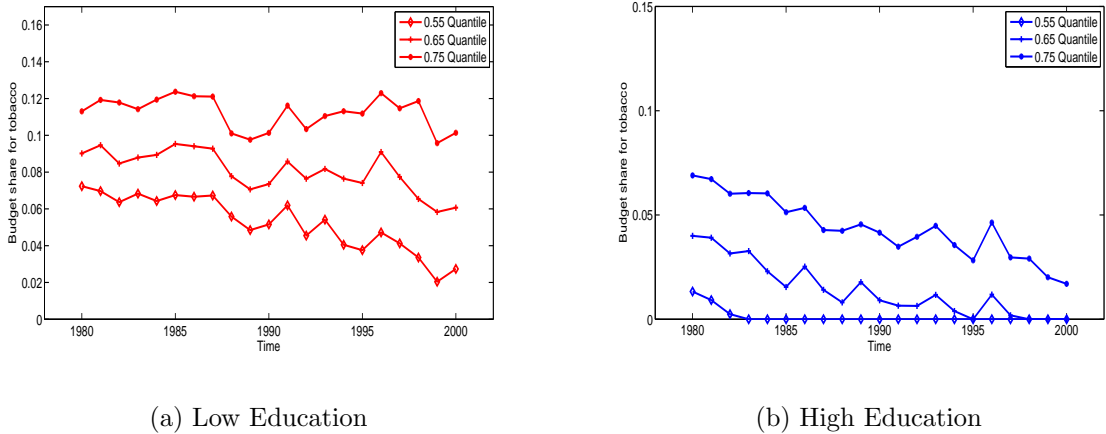 0.16
0.14
0.12
0.1
0.08
0.06
0.04
0.02
0
Budget share for tobacco
1980 1985 1990 1995 2000
Time
0.55 Quantile
0.65 Quantile
0.75 Quantile
(a) Low Education
0.15
0.1
0.05
0
Budget share for tobacco
1980 1985 1990 1995 2000
Time
0.55 Quantile
0.65 Quantile
0.75 Quantile
(b) High Education